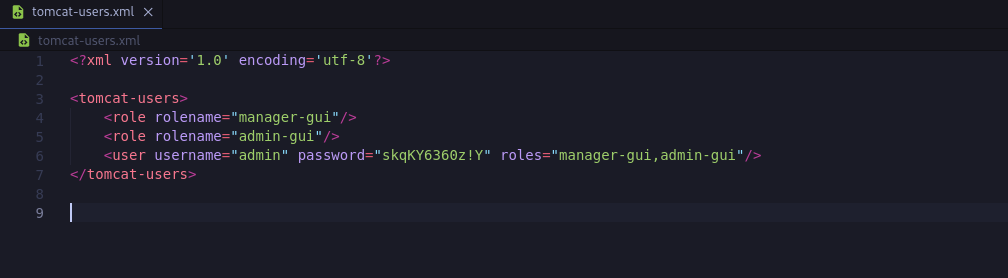 tomcat-users.xml
tomcat-users.xml
1 <?xml version='1.0' encoding='utf-8'?>
2
3 <tomcat-users>
4 <role rolename="manager-gui"/>
5 <role rolename="admin-gui"/>
6 <user username="admin" password="skqKY6360z!Y" roles="manager-gui,admin-gui"/>
7 </tomcat-users>
8
9